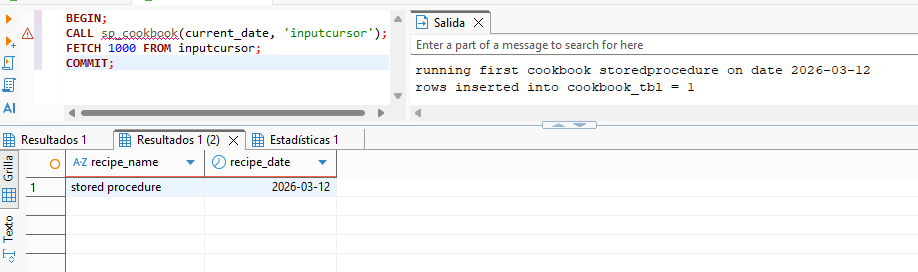 BEGIN;
CALL sp_cookbook(current_date, 'inputcursor');
FETCH 1000 FROM inputcursor;
COMMIT;
AI
Salida
Enter a part of a message to search for here
running first cookbook storedprocedure on date 2026-03-12
rows inserted into cookbook_tbl = 1
Resultados 1 Resultados 1 (2) Estadísticas 1
Grilla
Texto
A-Z recipe_name recipe_date
1 stored procedure 2026-03-12